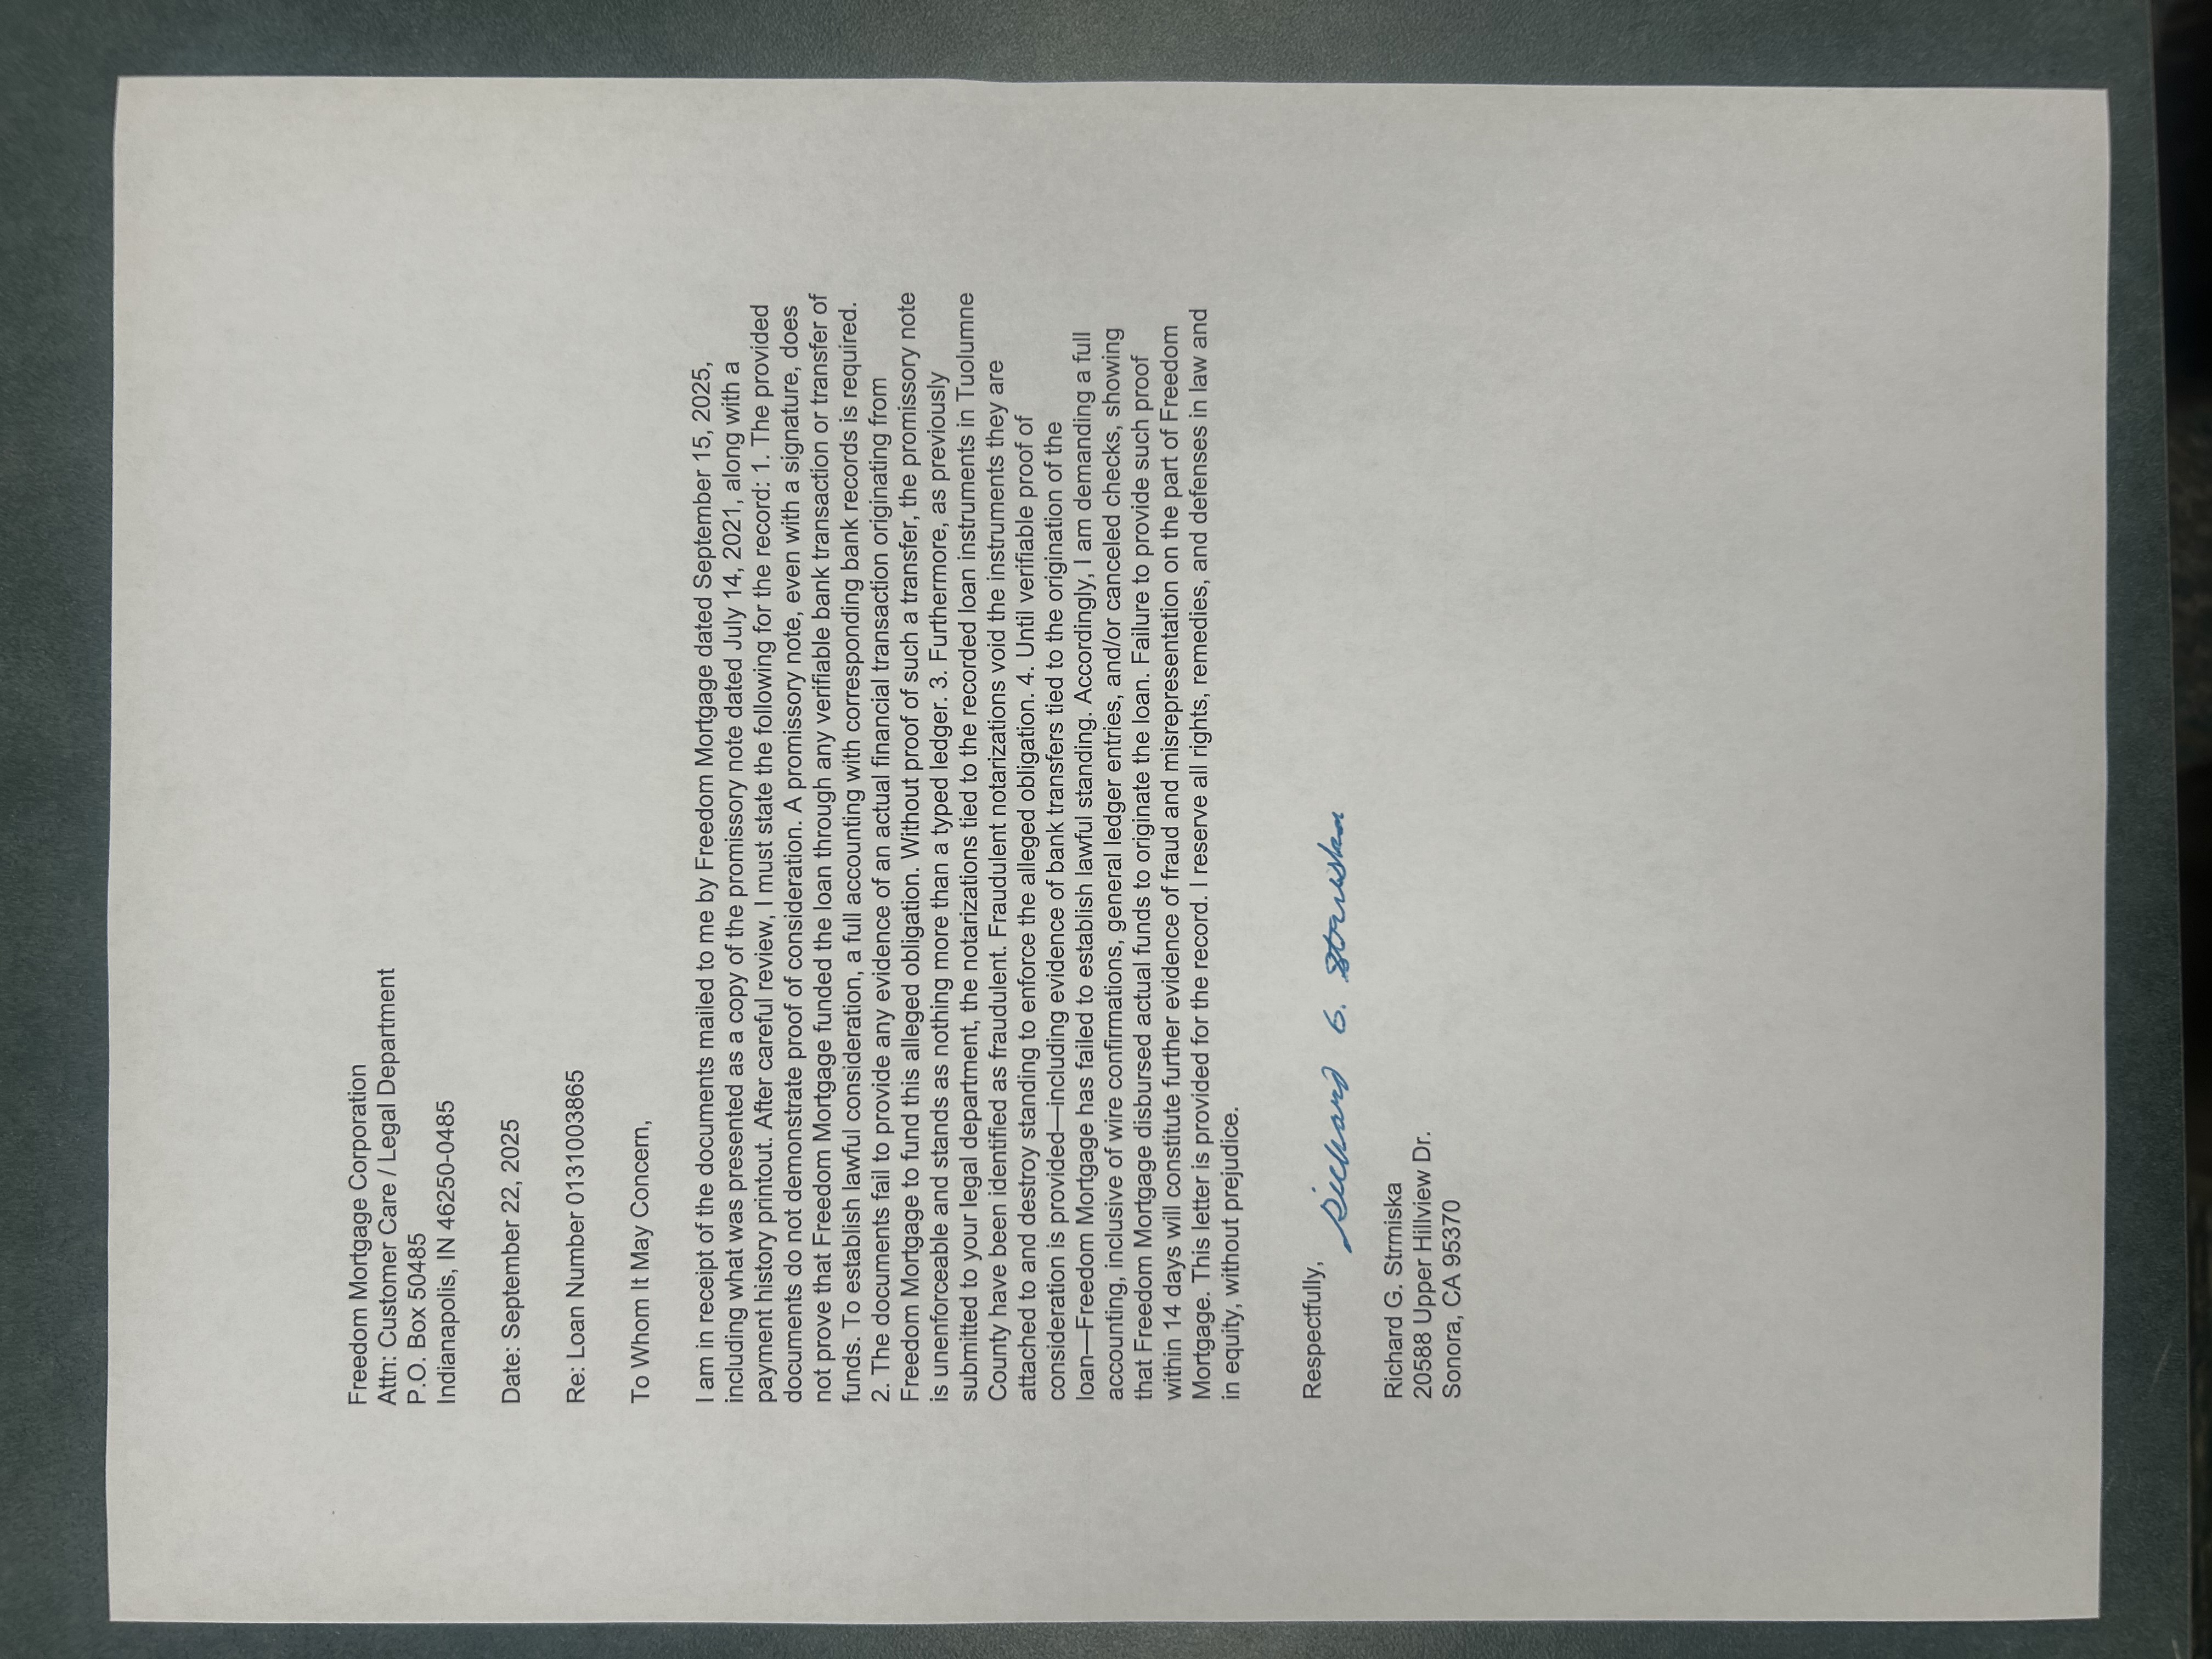 Freedom Mortgage Corporation
Attn: Customer Care / Legal Department
P.O. Box 50485
Indianapolis, IN 46250-0485
Date: September 22, 2025
Re: Loan Number 0131003865
To Whom It May Concern,
I am in receipt of the documents mailed to me by Freedom Mortgage dated September 15, 2025,
including what was presented as a copy of the promissory note dated July 14, 2021, along with a
payment history printout. After careful review, I must state the following for the record: 1. The provided
documents do not demonstrate proof of consideration. A promissory note, even with a signature, does
not prove that Freedom Mortgage funded the loan through any verifiable bank transaction or transfer of
funds. To establish lawful consideration, a full accounting with corresponding bank records is required.
2. The documents fail to provide any evidence of an actual financial transaction originating from
Freedom Mortgage to fund this alleged obligation. Without proof of such a transfer, the promissory note
is unenforceable and stands as nothing more than a typed ledger. 3. Furthermore, as previously
submitted to your legal department, the notarizations tied to the recorded loan instruments in Tuolumne
County have been identified as fraudulent. Fraudulent notarizations void the instruments they are
attached to and destroy standing to enforce the alleged obligation. 4. Until verifiable proof of
consideration is provided—including evidence of bank transfers tied to the origination of the
loan—Freedom Mortgage has failed to establish lawful standing. Accordingly, I am demanding a full
accounting, inclusive of wire confirmations, general ledger entries, and/or canceled checks, showing
that Freedom Mortgage disbursed actual funds to originate the loan. Failure to provide such proof
within 14 days will constitute further evidence of fraud and misrepresentation on the part of Freedom
Mortgage. This letter is provided for the record. I reserve all rights, remedies, and defenses in law and
in equity, without prejudice.
Respectfully, Richard G. Strmiska
Richard G. Strmiska
20588 Upper Hillview Dr.
Sonora, CA 95370